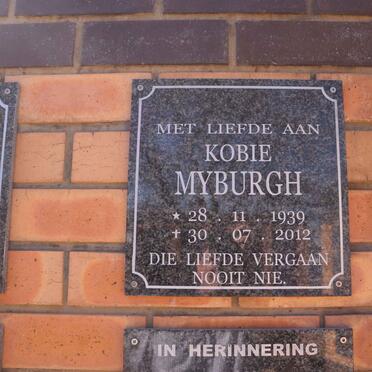 MET LIEFDE AAN
KOBIE
MYBURGH
★ 28 . 11 . 1939
✝ 30 . 07 . 2012
DIE LIEFDE VERGAAN
NOOIT NIE.
IN HERINNERING